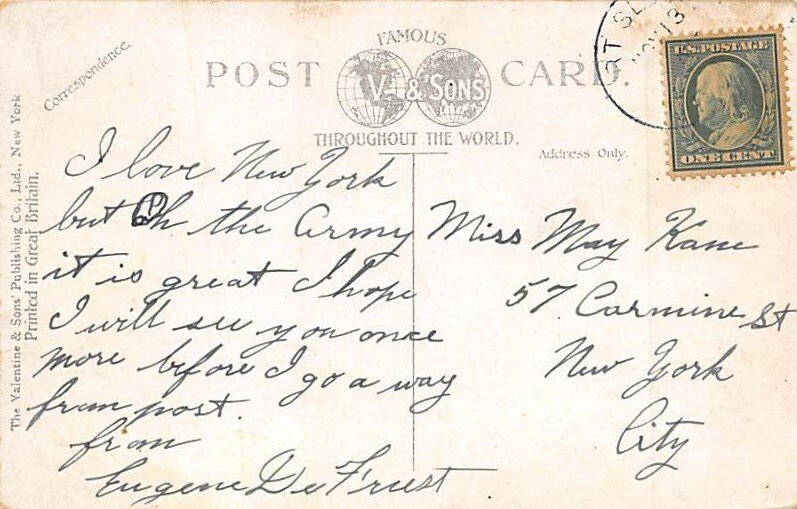 FAMOUS
POST CARD.
V. & SONS
THROUGHOUT THE WORLD.
Correspondence.
Address Only.
The Valentine & Sons' Publishing Co., Ltd., New York
Printed in Great Britain.
U.S. POSTAGE
ONE CENT
NOV 13
I love New York
but Oh the Army
it is great I hope
I will see you once
more before I go a way
from post.
from
Eugene
Miss May Kane
57 Carmine St
New York
City